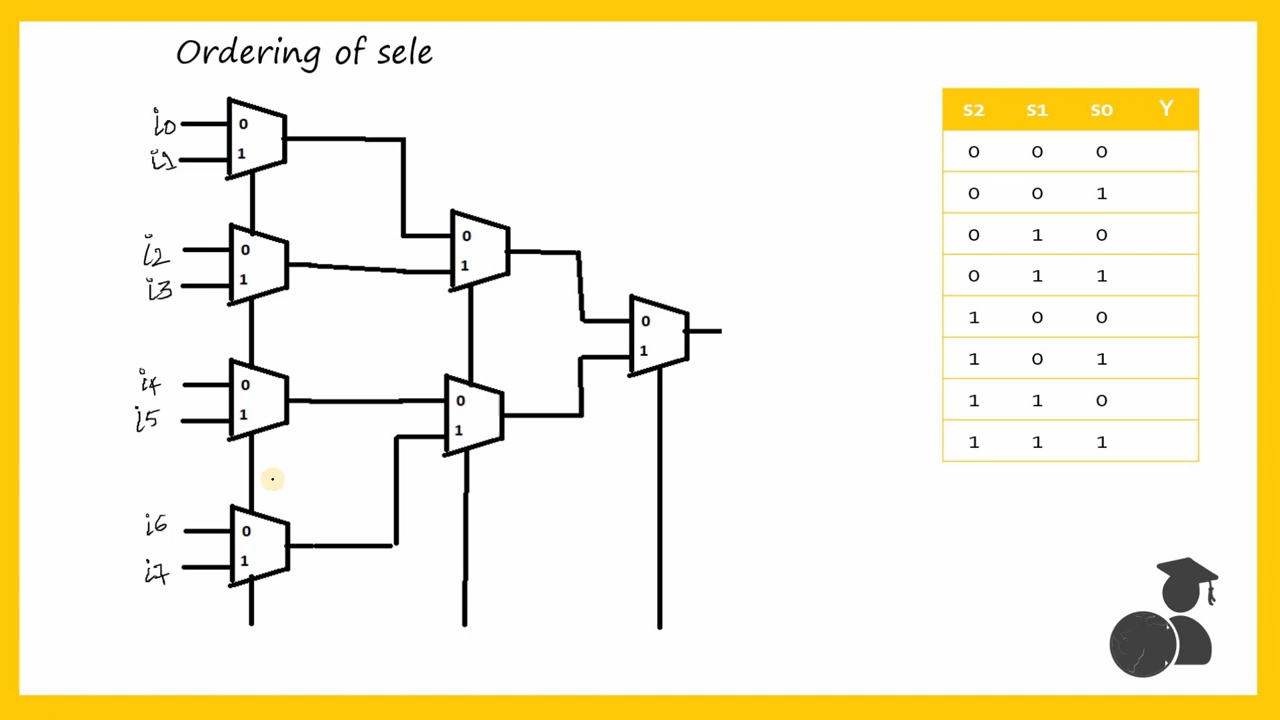 Ordering of sele
i0 0
i1 1
i2 0
i3 1
i4 0
i5 1
i6 0
i7 1
0
1
0
1
0
1
S2 S1 S0 Y
0 0 0
0 0 1
0 1 0
0 1 1
1 0 0
1 0 1
1 1 0
1 1 1